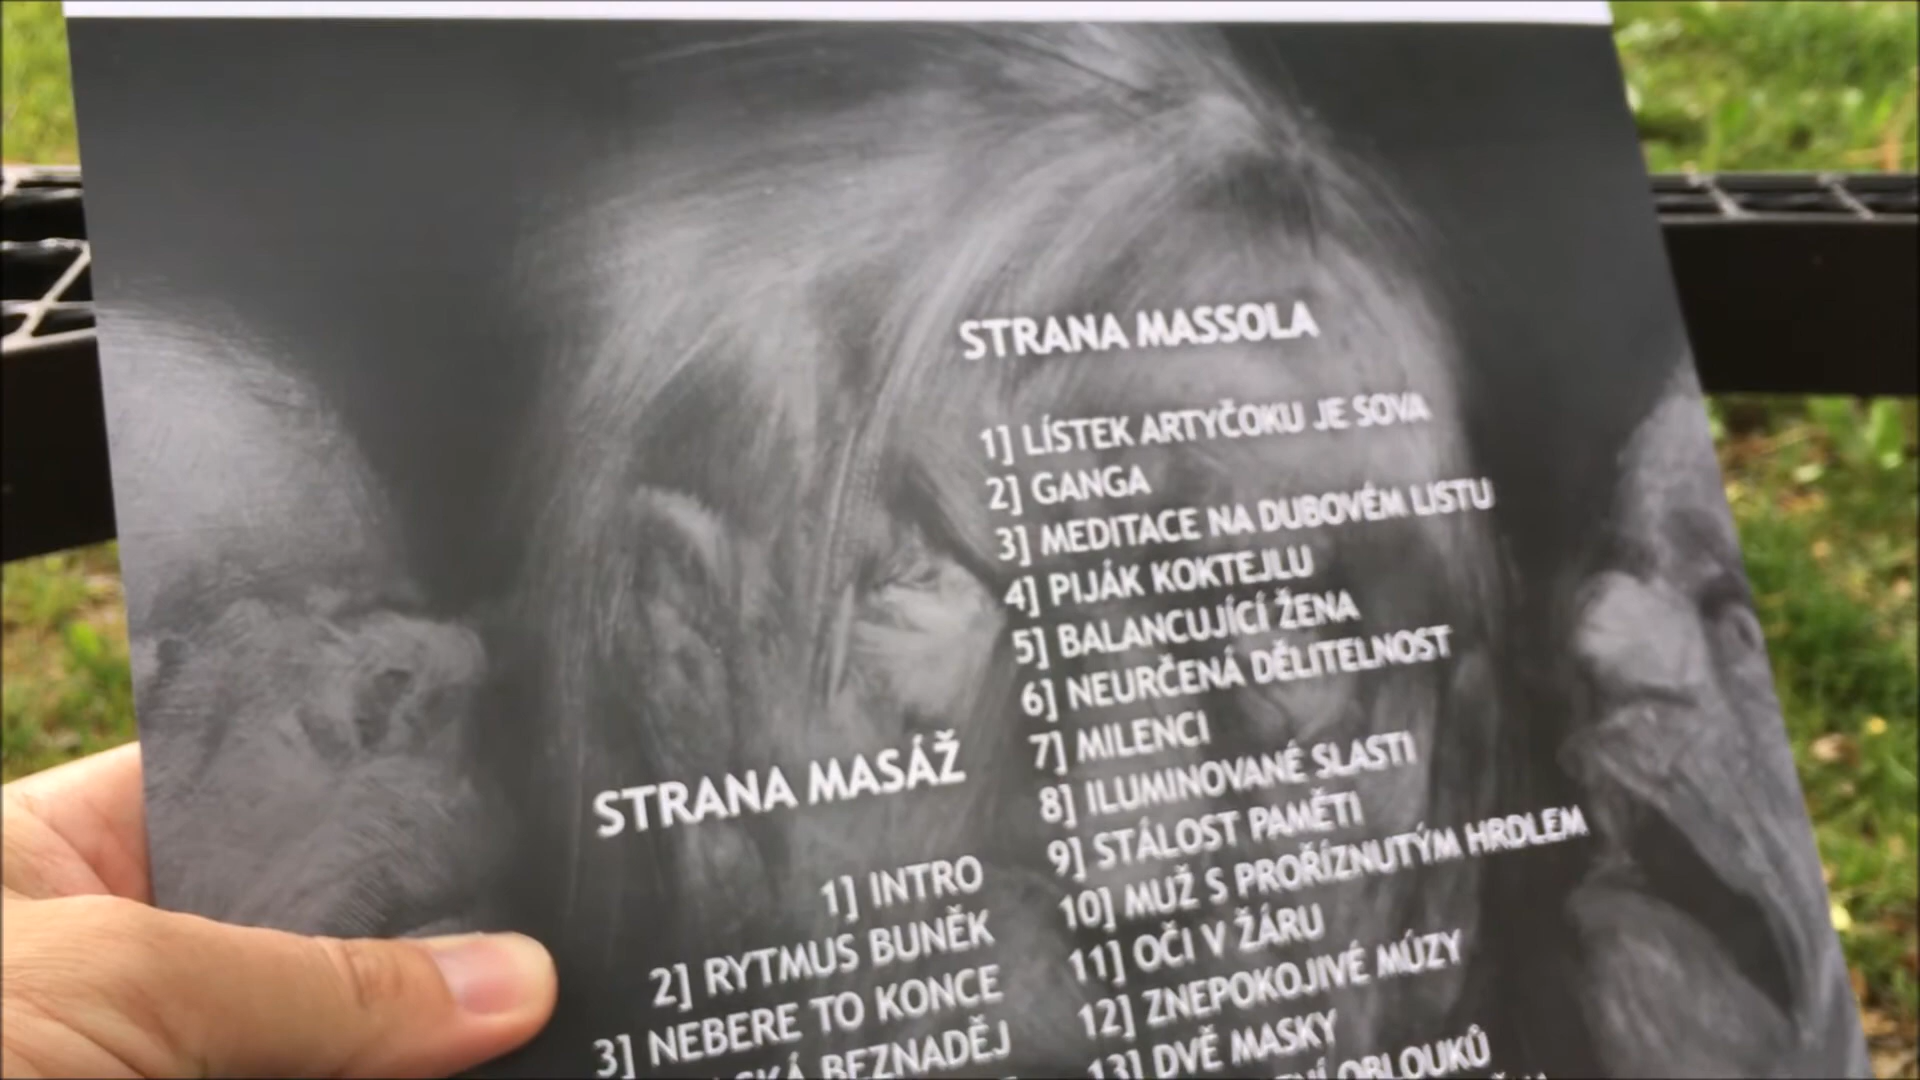 STRANA MASSOLA
1] LÍSTEK ARTYČOKU JE SOVA
2] GANGA
3] MEDITACE NA DUBOVÉM LISTU
4] PIJÁK KOKTEJLU
5] BALANCUJÍCÍ ŽENA
6] NEURČENÁ DĚLITELNOST
7] MILENCI
8] ILUMINOVANÉ SLASTI
9] STÁLOST PAMĚTI
10] MUŽ S PROŘÍZNUTÝM HRDLEM
11] OČI V ŽÁRU
12] ZNEPOKOJIVÉ MÚZY
13] DVĚ MASKY
OBLOUKŮ
STRANA MASÁŽ
1] INTRO
2] RYTMUS BUNĚK
3] NEBERE TO KONCE
BEZNADĚJ